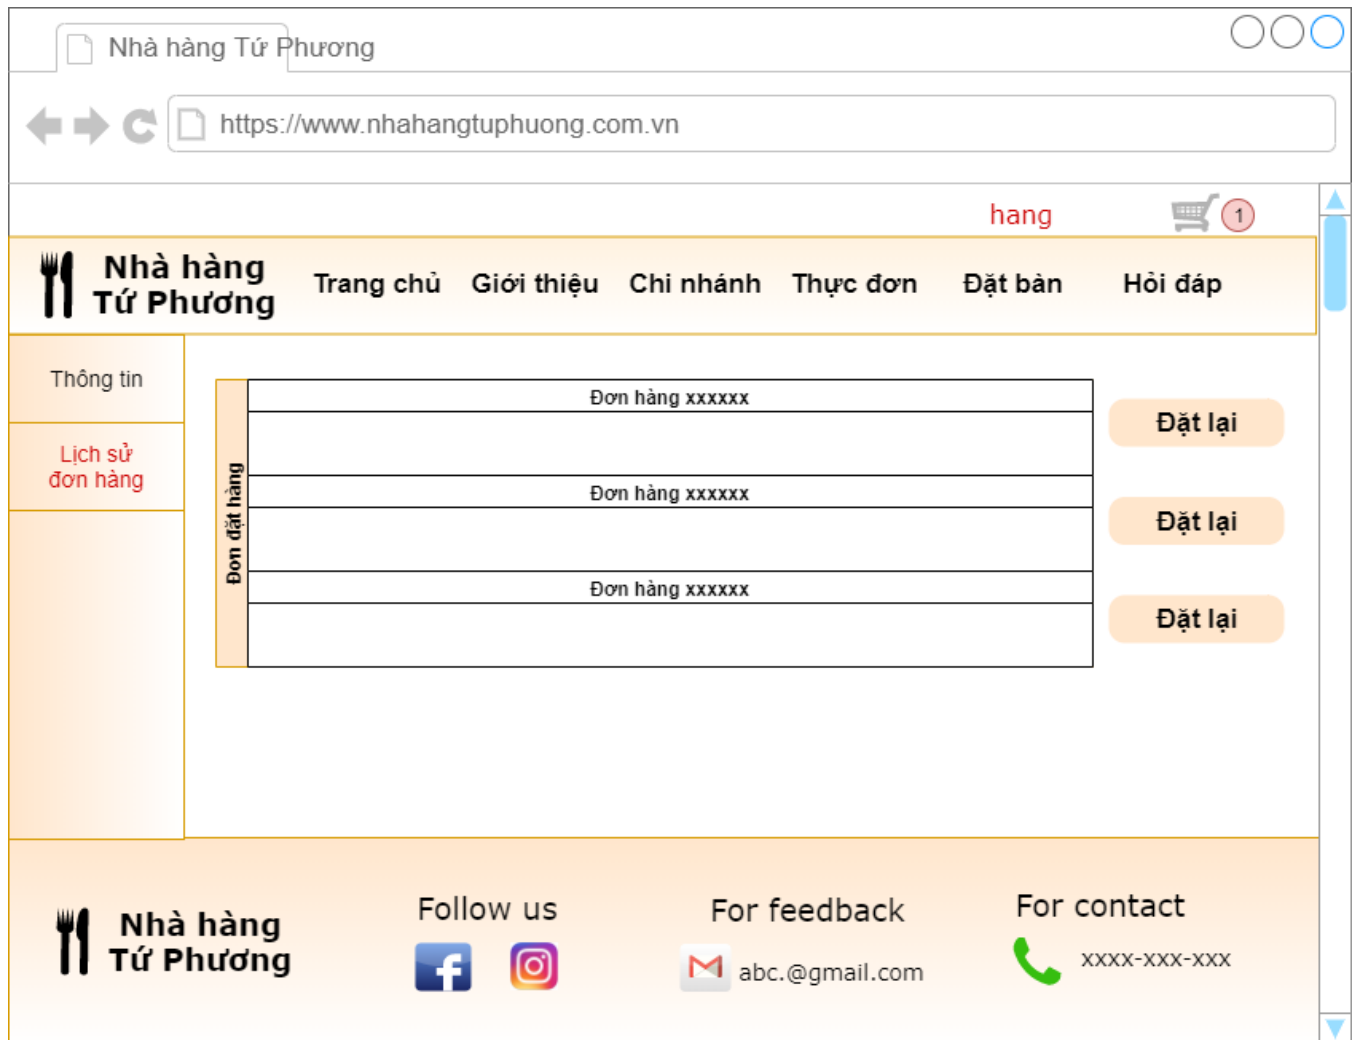 Nhà hàng Tứ Phương
https://www.nhahangtuphuong.com.vn
hang
1
Nhà hàng
Tứ Phương
Trang chủ
Giới thiệu
Chi nhánh
Thực đơn
Đặt bàn
Hỏi đáp
Thông tin
Lịch sử
đơn hàng
Đơn đặt hàng
Đơn hàng xxxxxx
Đặt lại
Đơn hàng xxxxxx
Đặt lại
Đơn hàng xxxxxx
Đặt lại
Nhà hàng
Tứ Phương
Follow us
For feedback
abc.@gmail.com
For contact
xxxx-xxx-xxx